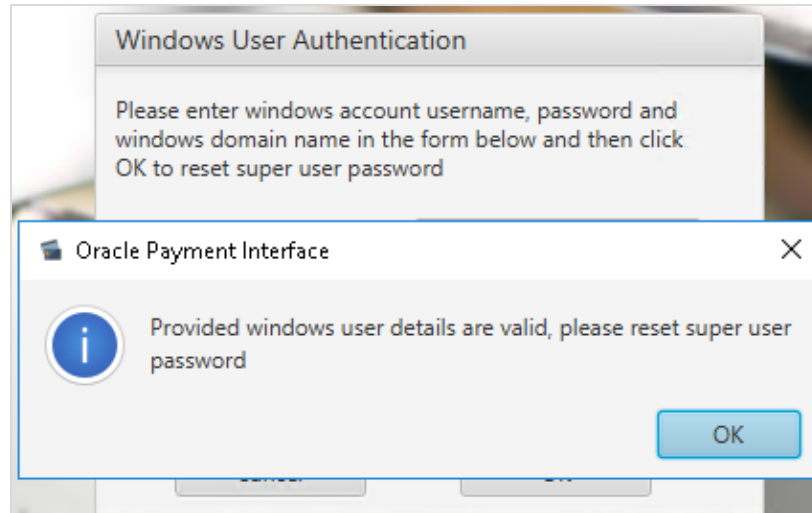 Windows User Authentication
Please enter windows account username, password and
windows domain name in the form below and then click
OK to reset super user password
Oracle Payment Interface
Provided windows user details are valid, please reset super user
password
OK